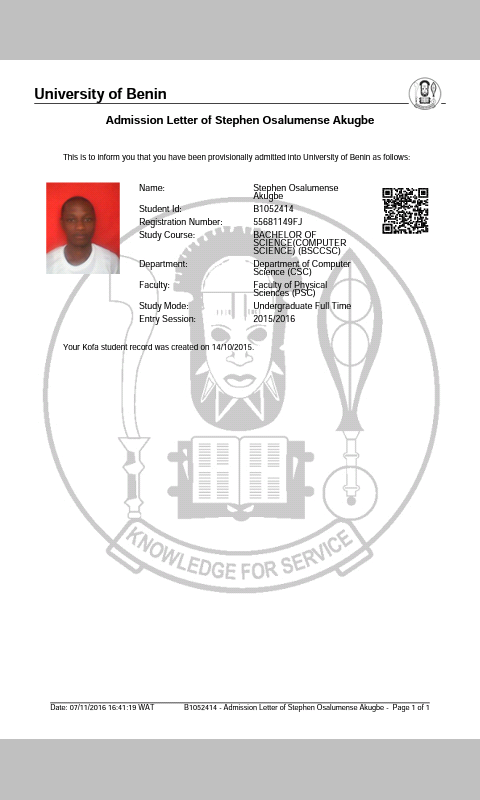 University of Benin
Admission Letter of Stephen Osalumense Akugbe
This is to inform you that you have been provisionally admitted into University of Benin as follows:
Name: Stephen Osalumense
Akugbe
Student Id: B1052414
Registration Number: 55681149FJ
Study Course: BACHELOR OF
SCIENCE(COMPUTER
SCIENCE) (BSCCSC)
Department: Department of Computer
Science (CSC)
Faculty: Faculty of Physical
Sciences (PSC)
Study Mode: Undergraduate Full Time
Entry Session: 2015/2016
Your Kofa student record was created on 14/10/2015.
KNOWLEDGE FOR SERVICE
Date: 07/11/2016 16:41:19 WAT B1052414 - Admission Letter of Stephen Osalumense Akugbe - Page 1 of 1